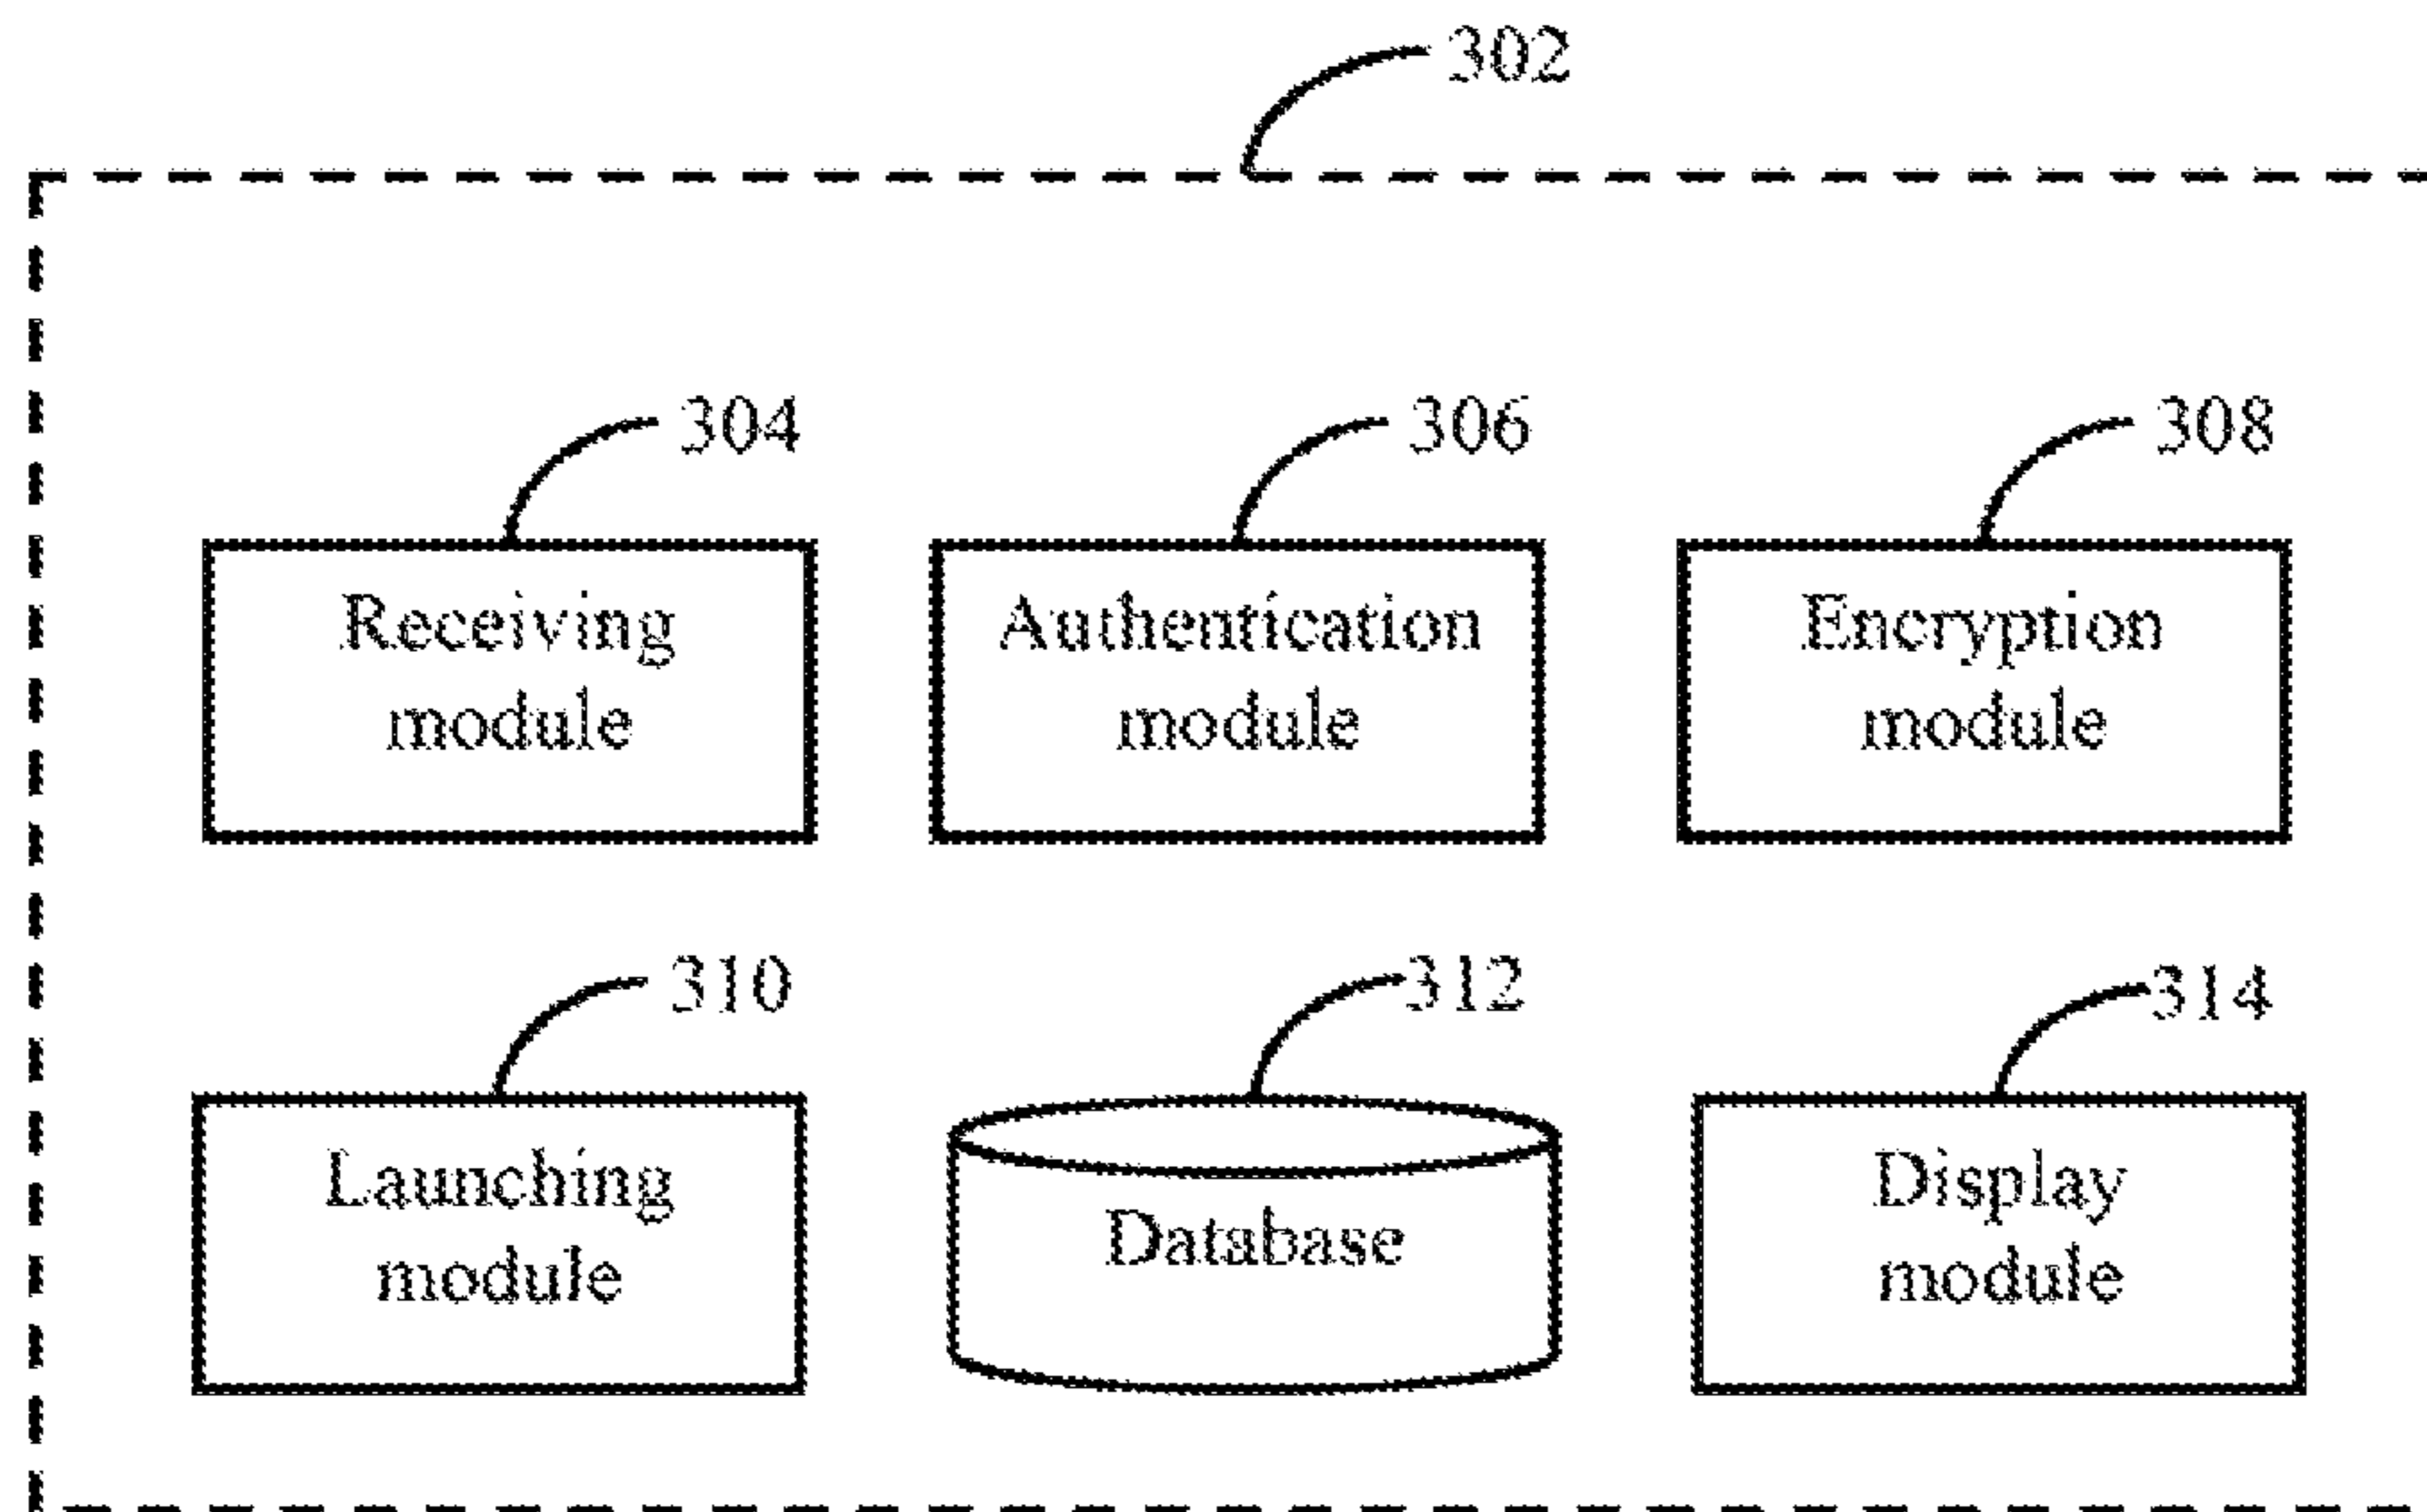 302
304
306
308
Receiving
module
Authentication
module
Encryption
module
310
312
314
Launching
module
Database
Display
module